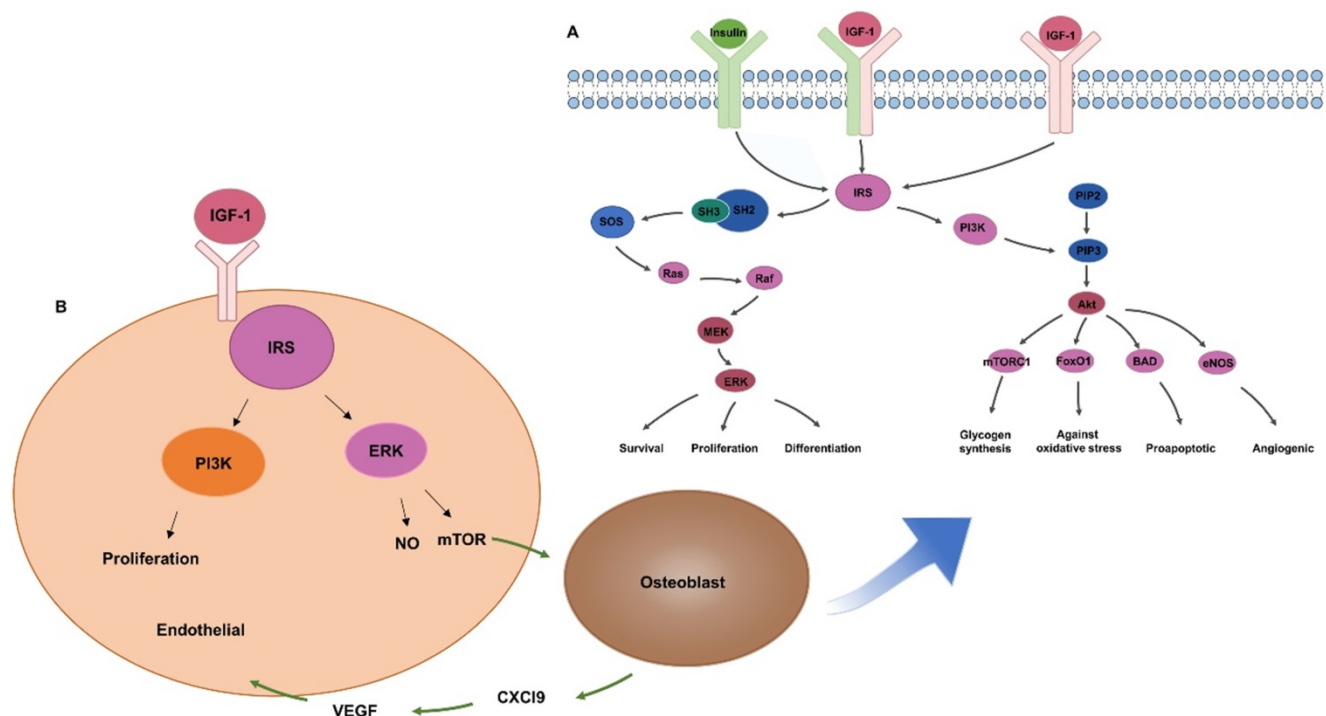 A
Insulin
IGF-1
IGF-1
IRS
SH3
SH2
SOS
PI3K
PIP2
PIP3
Ras
Raf
MEK
ERK
Akt
mTORC1
FoxO1
BAD
eNOS
Survival
Proliferation
Differentiation
Glycogen
synthesis
Against
oxidative stress
Proapoptotic
Angiogenic
B
IGF-1
IRS
PI3K
ERK
Proliferation
NO
mTOR
Endothelial
Osteoblast
CXCl9
VEGF